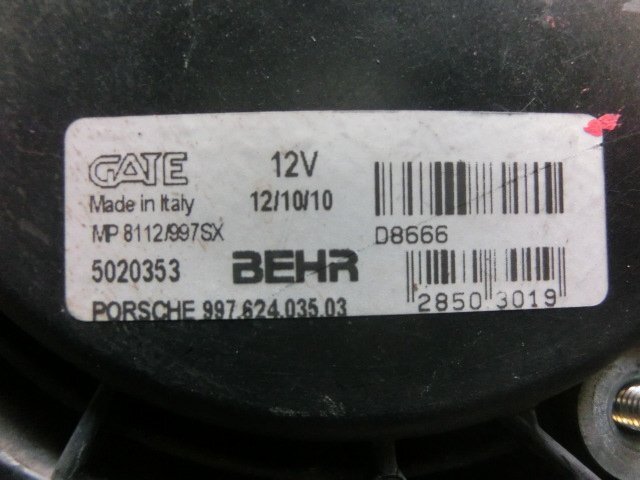 GATE 12V
Made in Italy 12/10/10
MP 8112/997SX D8666
5020353 BEHR
PORSCHE 997.624.035.03 2850 3019